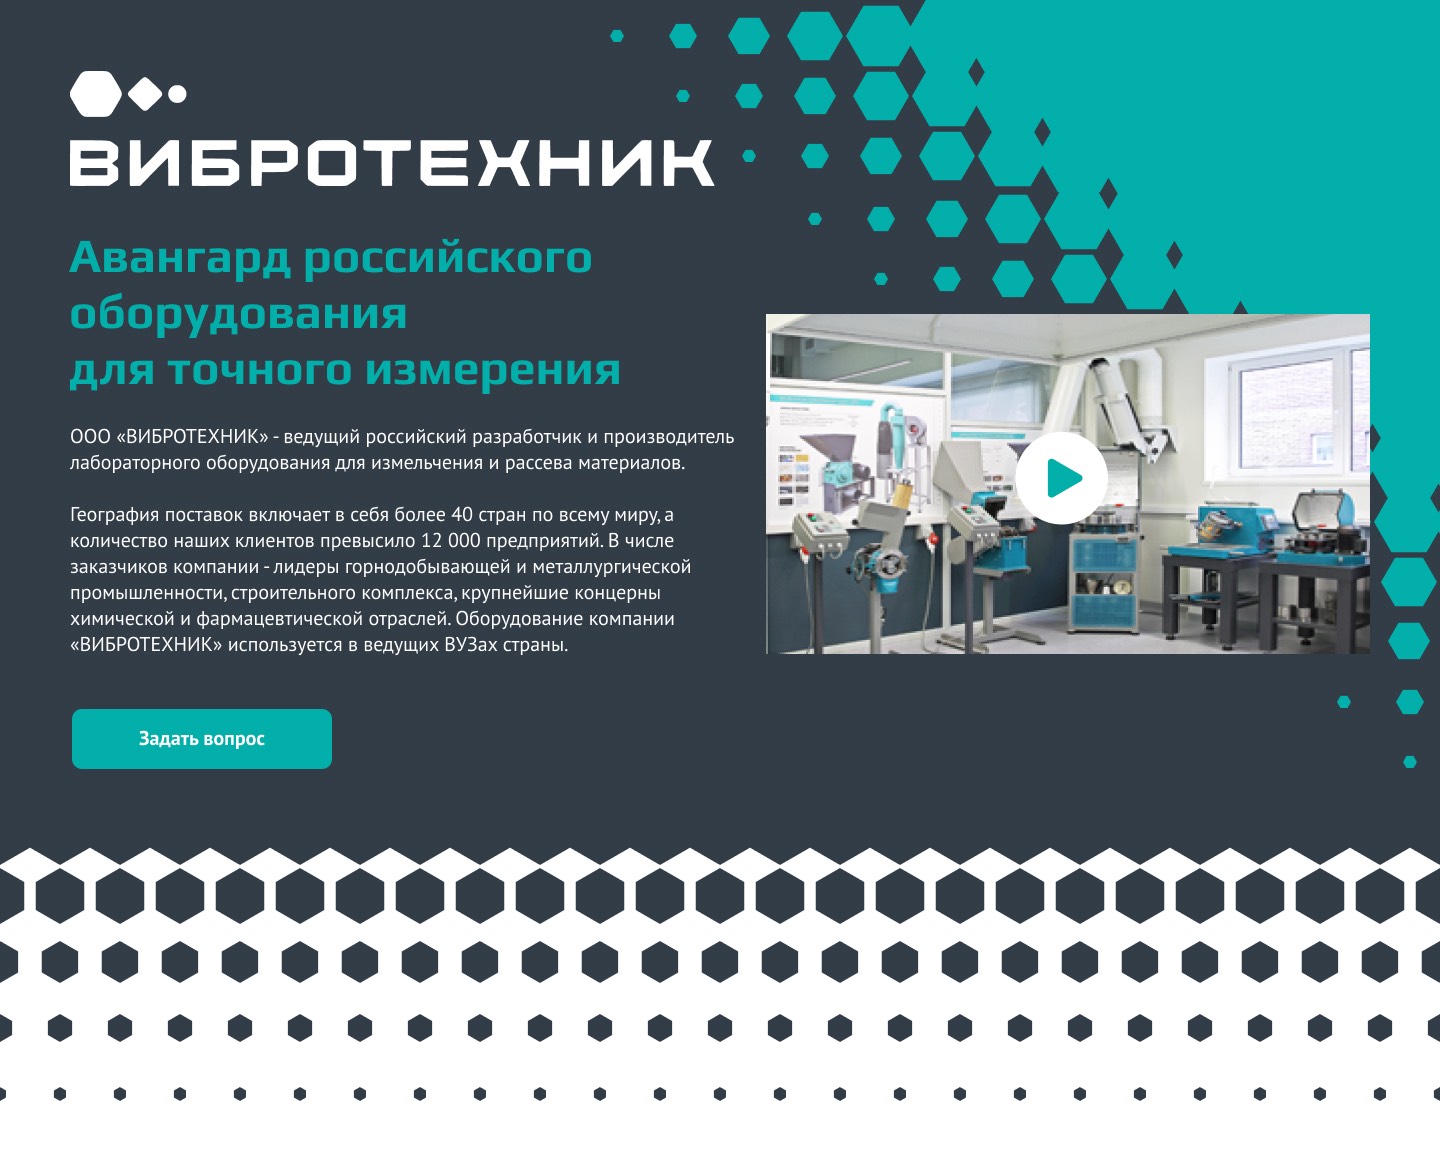 ВИБРОТЕХНИК
Авангард российского
оборудования
для точного измерения
ООО «ВИБРОТЕХНИК» - ведущий российский разработчик и производитель
лабораторного оборудования для измельчения и рассева материалов.
География поставок включает в себя более 40 стран по всему миру, а
количество наших клиентов превысило 12 000 предприятий. В числе
заказчиков компании - лидеры горнодобывающей и металлургической
промышленности, строительного комплекса, крупнейшие концерны
химической и фармацевтической отраслей. Оборудование компании
«ВИБРОТЕХНИК» используется в ведущих ВУЗах страны.
Задать вопрос